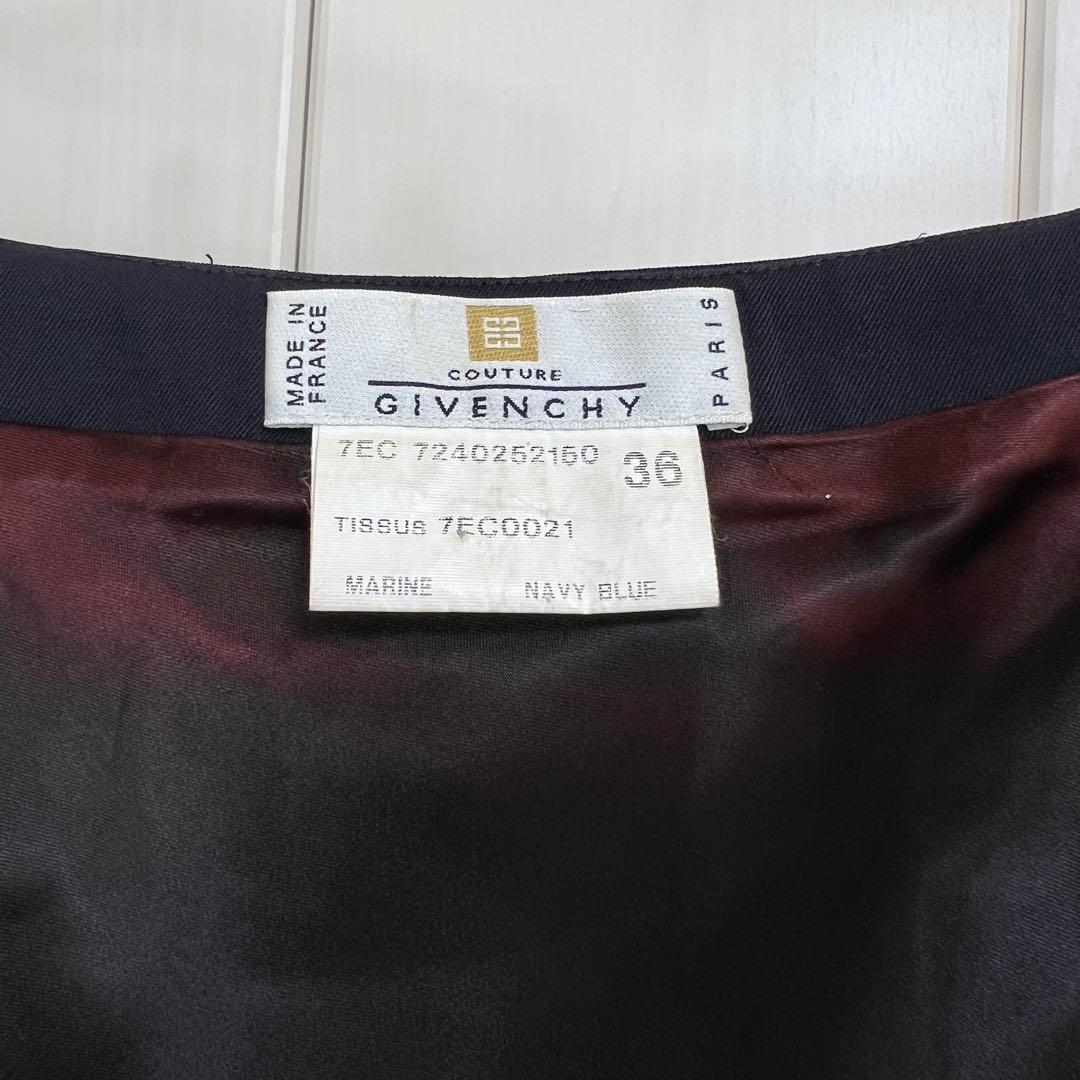 MADE IN
FRANCE
COUTURE
GIVENCHY
PARIS
7EC 7240252150 36
TISSUS 7EC0021
MARINE NAVY BLUE